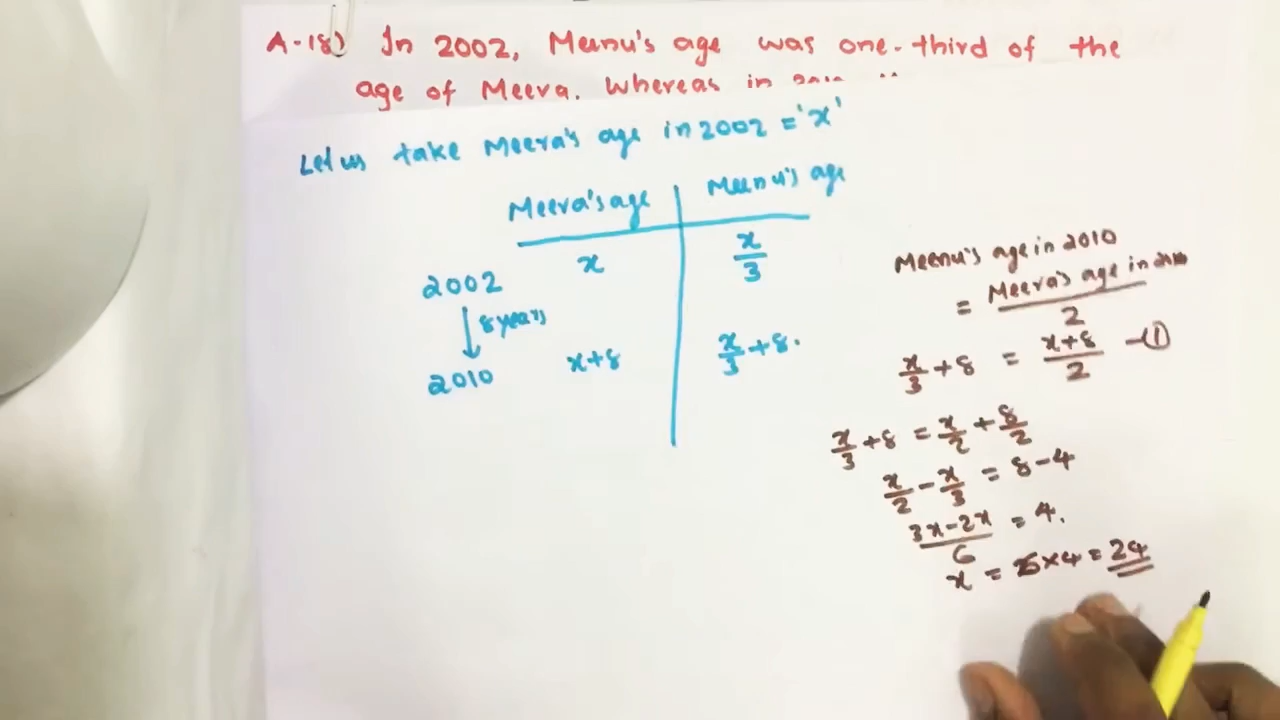 A-18) In 2002, Meenu's age was one-third of the
age of Meera. Whereas in
Let us take Meera's age in 2002 = 'x'
Meera's age Meenu's age
2002 x x/3
↓ 8 years
2010 x+8 x/3 + 8.
Meenu's age in 2010
= Meera's age in / 2
x/3 + 8 = x+8/2 -①
x/3 + 8 = x/2 + 8/2
x/2 - x/3 = 8-4
3x-2x/6 = 4.
x = 6×4 = 24